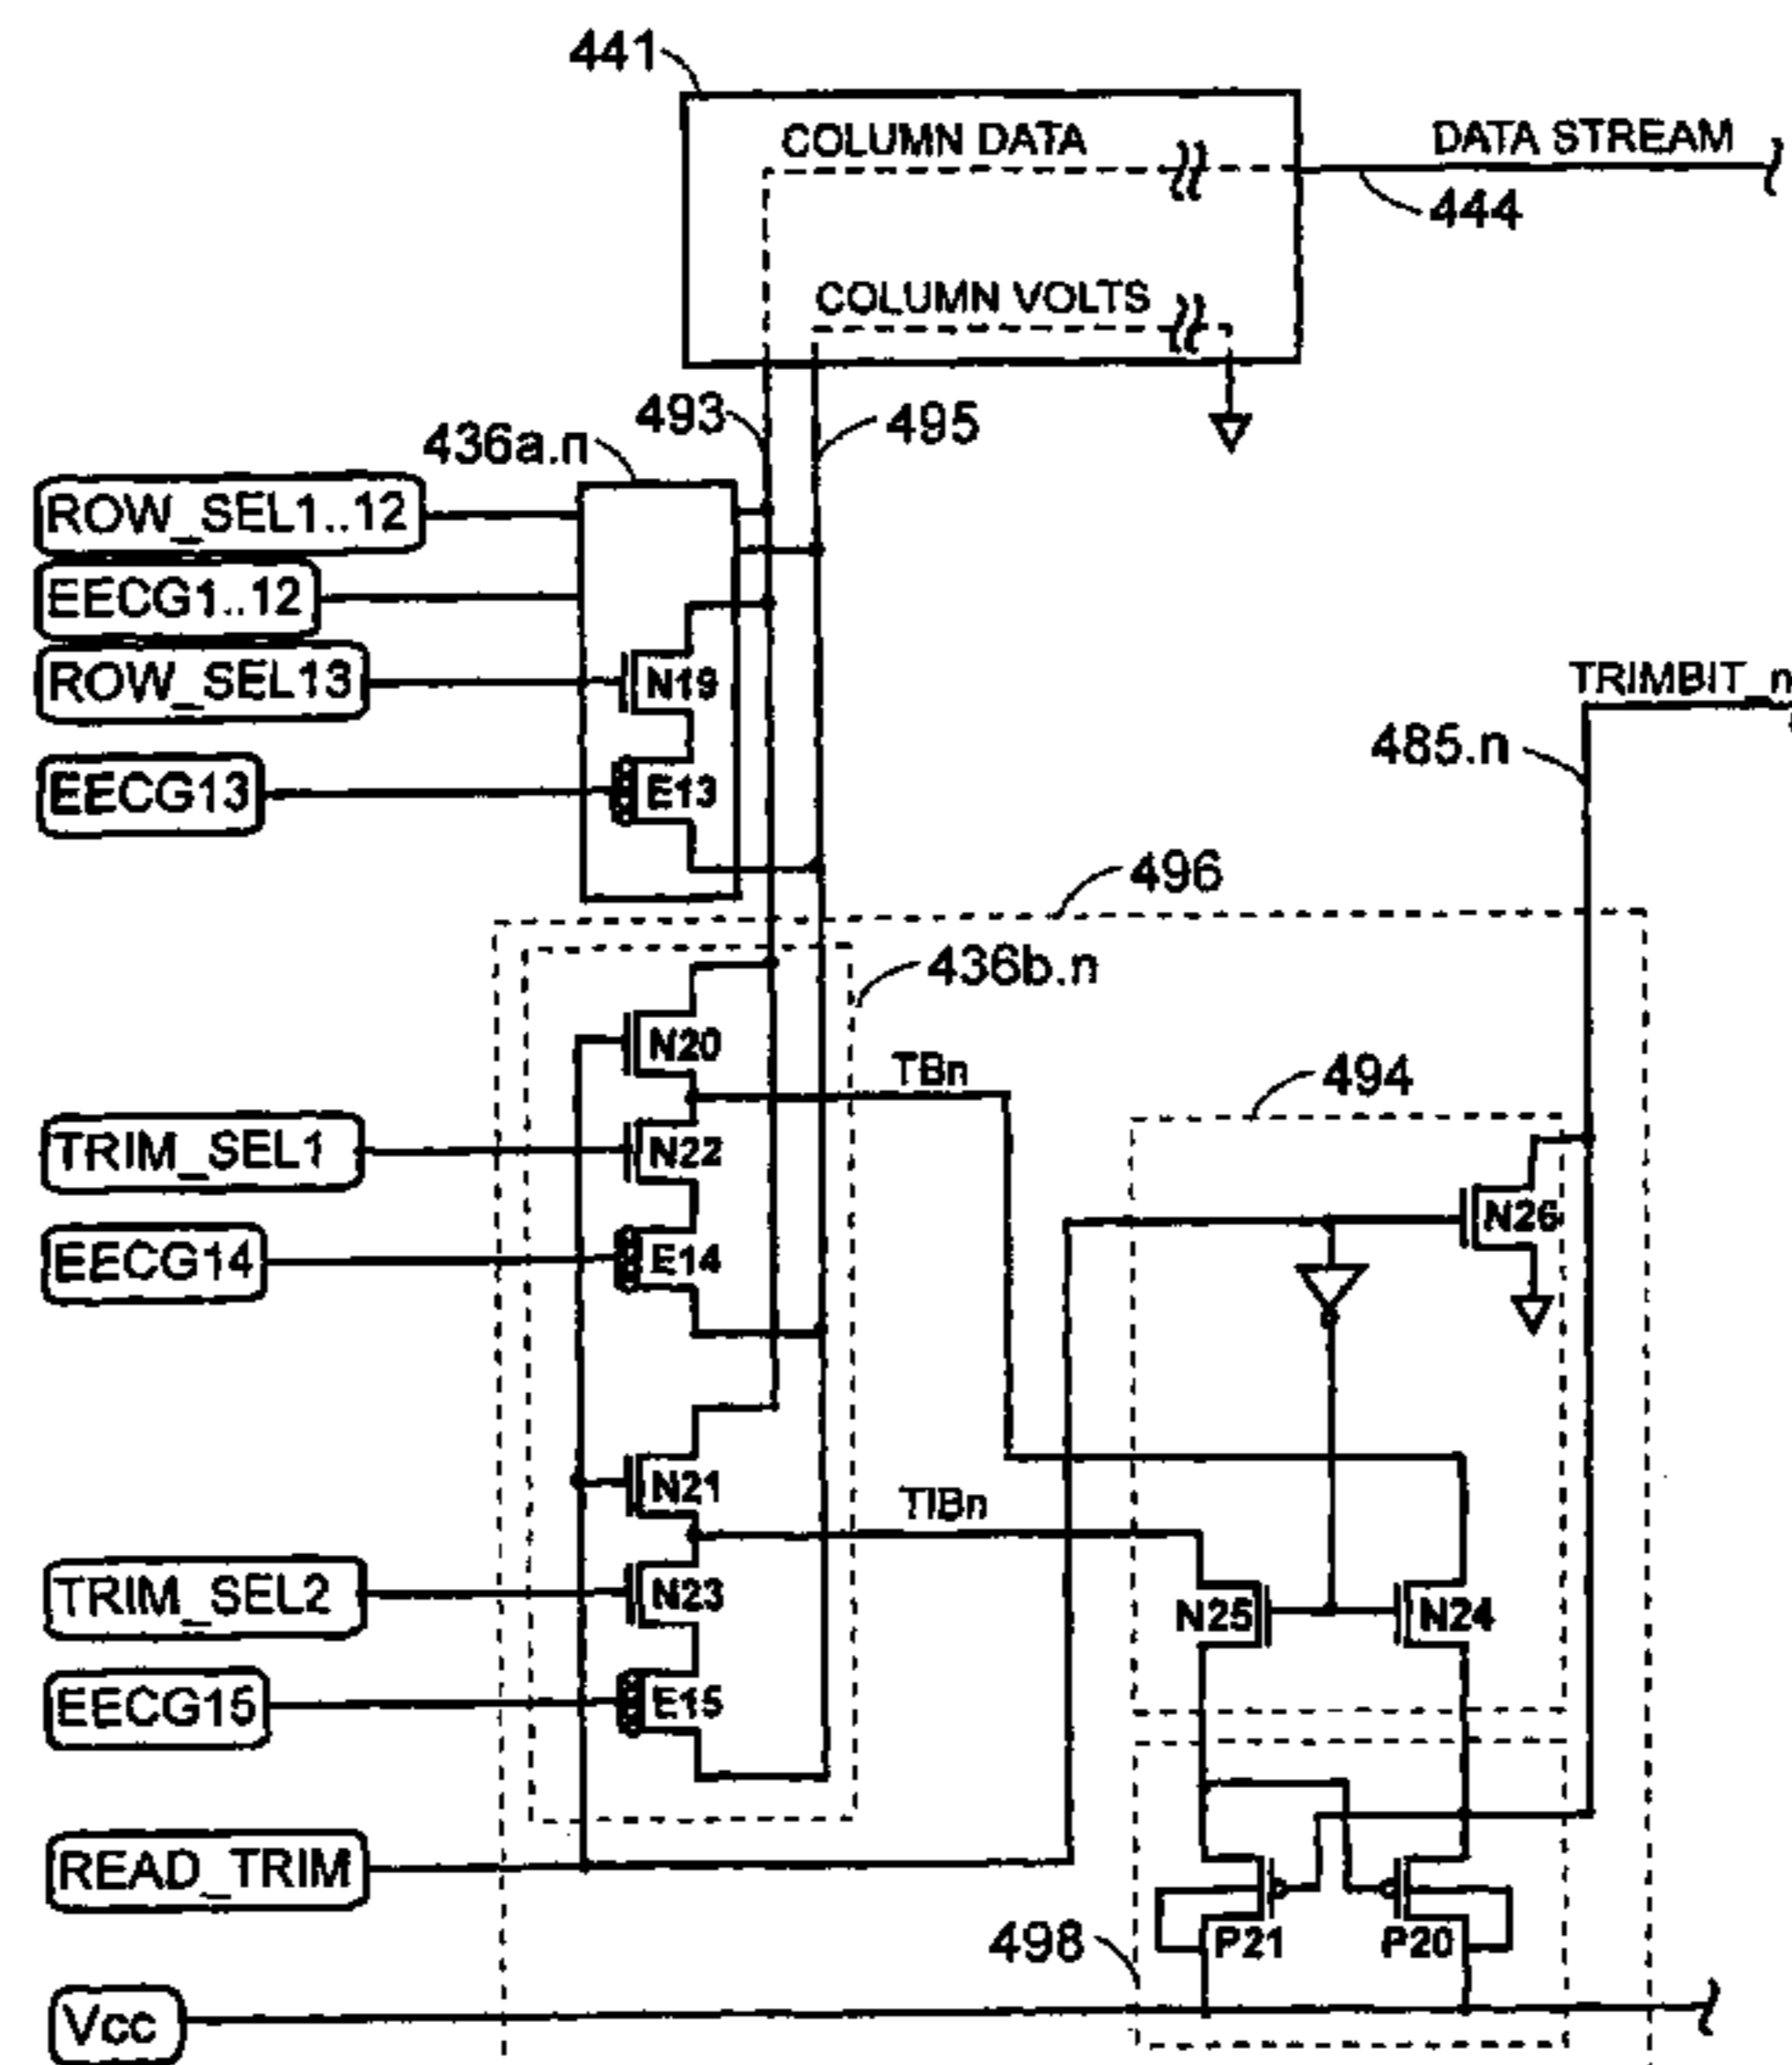 441
COLUMN DATA
DATA STREAM
444
COLUMN VOLTS
493
495
436a.n
ROW_SEL1..12
EECG1..12
ROW_SEL13
N19
TRIMBIT_n
485.n
EECG13
E13
496
436b.n
N20
TBn
494
TRIM_SEL1
N22
N26
EECG14
E14
N21
TIBn
TRIM_SEL2
N23
N25
N24
EECG15
E15
READ_TRIM
498
P21
P20
Vcc